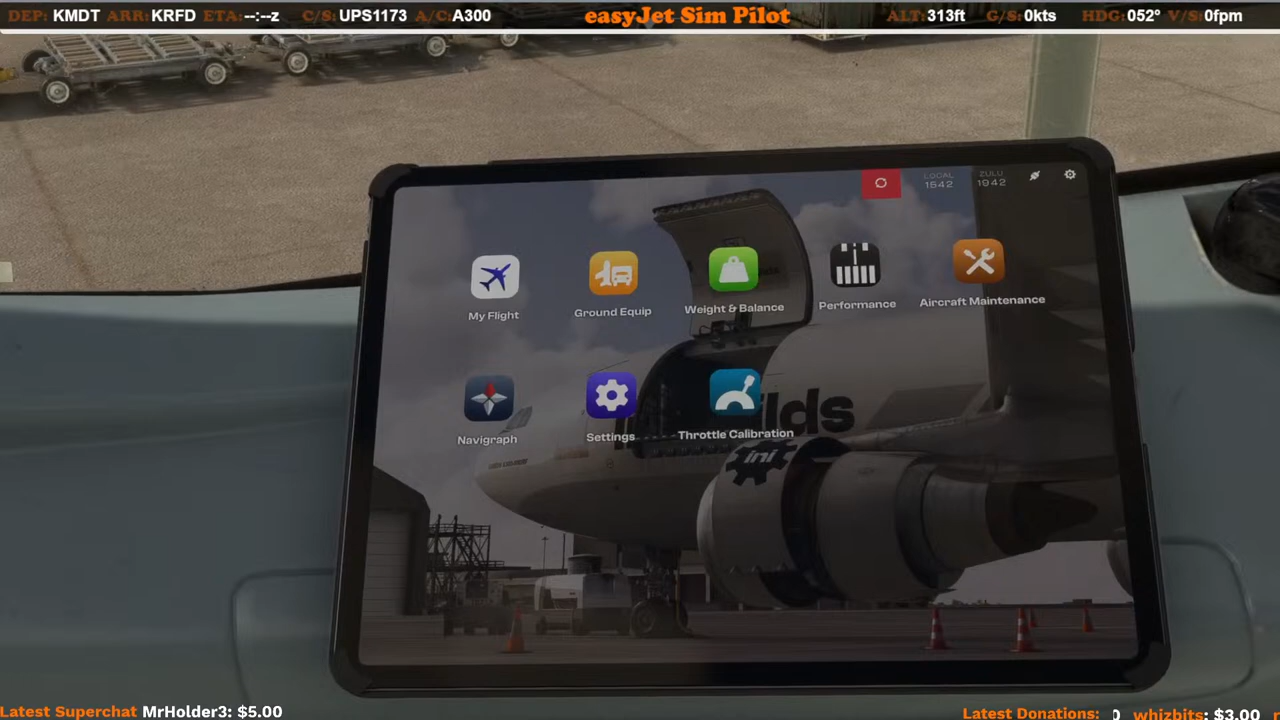 DEP: KMDT ARR: KRFD ETA:--:--z C/S: UPS1173 A/C: A300 easyJet Sim Pilot ALT: 313ft G/S: 0kts HDG: 052° V/S: 0fpm
LOCAL ZULU
1542 1942
My Flight Ground Equip Weight & Balance Performance Aircraft Maintenance
Navigraph Settings Throttle Calibration
ilds
ini
Latest Superchat MrHolder3: $5.00 Latest Donations: whizbits: $3.00